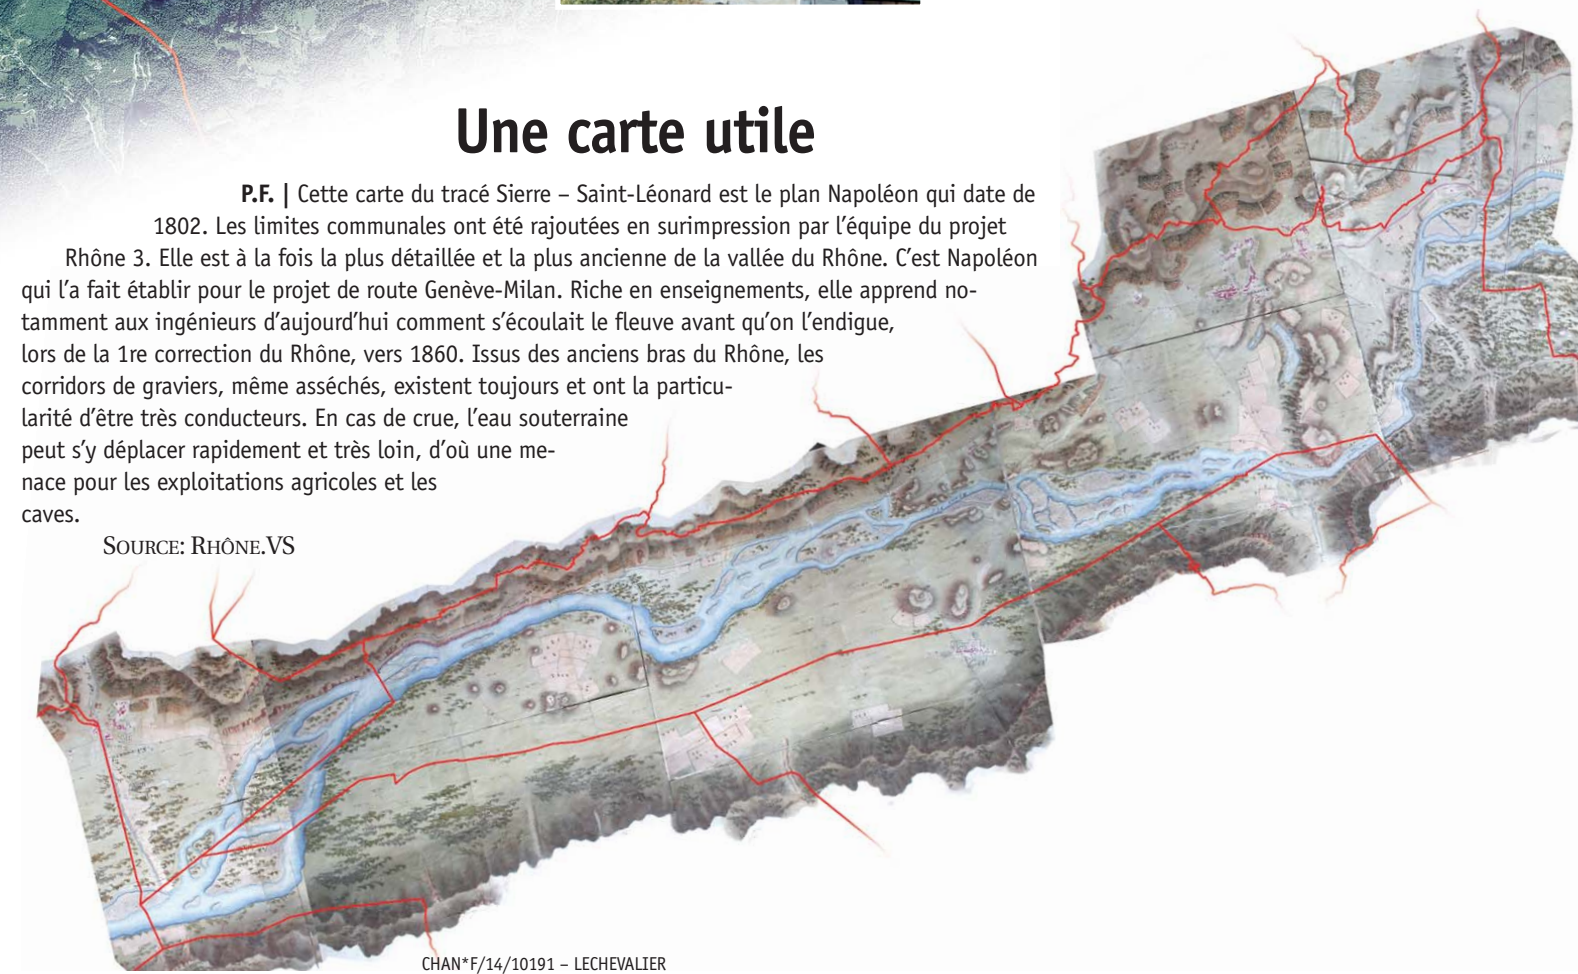 Une carte utile
P.F. | Cette carte du tracé Sierre – Saint-Léonard est le plan Napoléon qui date de
1802. Les limites communales ont été rajoutées en surimpression par l'équipe du projet
Rhône 3. Elle est à la fois la plus détaillée et la plus ancienne de la vallée du Rhône. C'est Napoléon
qui l'a fait établir pour le projet de route Genève-Milan. Riche en enseignements, elle apprend no-
tamment aux ingénieurs d'aujourd'hui comment s'écoulait le fleuve avant qu'on l'endigue,
lors de la 1re correction du Rhône, vers 1860. Issus des anciens bras du Rhône, les
corridors de graviers, même asséchés, existent toujours et ont la particu-
larité d'être très conducteurs. En cas de crue, l'eau souterraine
peut s'y déplacer rapidement et très loin, d'où une me-
nace pour les exploitations agricoles et les
caves.
SOURCE: RHÔNE.VS
CHAN*F/14/10191 – LECHEVALIER